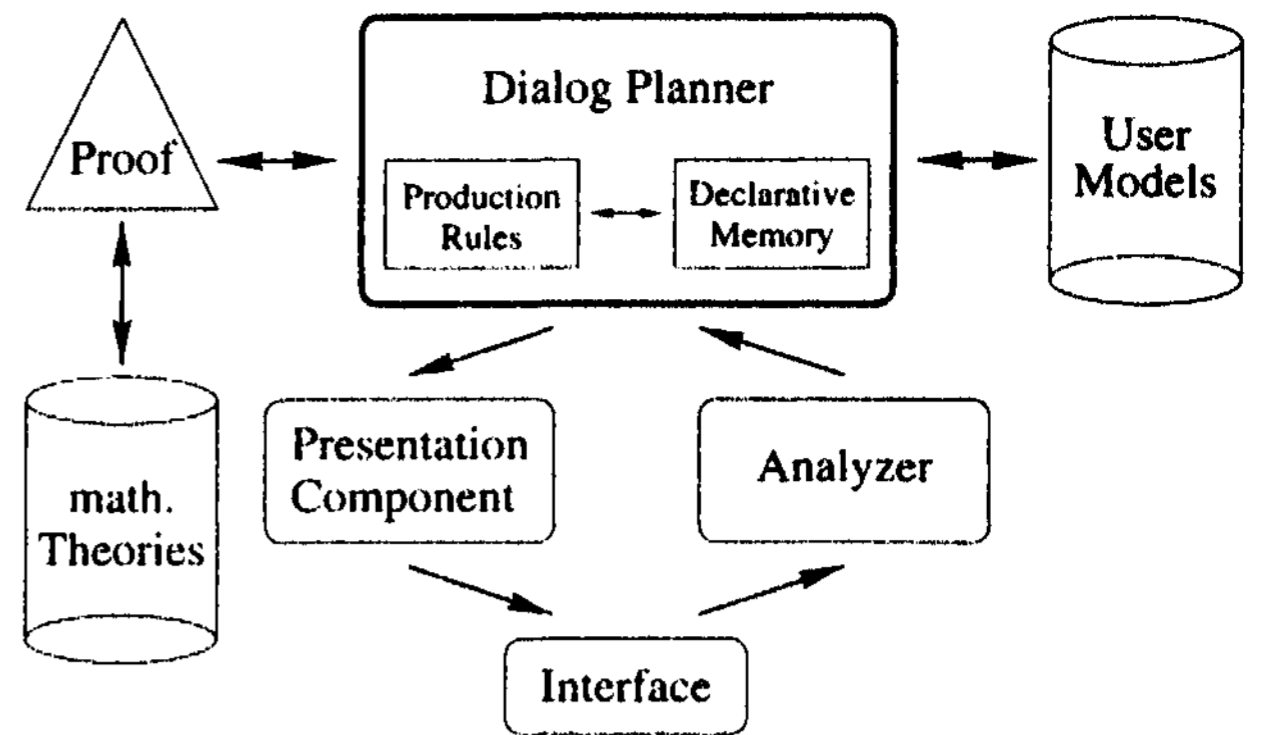 Dialog Planner
Proof
User
Models
Production
Rules
Declarative
Memory
Presentation
Component
Analyzer
math.
Theories
Interface